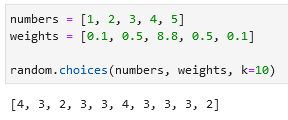 numbers = [1, 2, 3, 4, 5]
weights = [0.1, 0.5, 8.8, 0.5, 0.1]
random.choices(numbers, weights, k=10)
[4, 3, 2, 3, 3, 4, 3, 3, 3, 2]